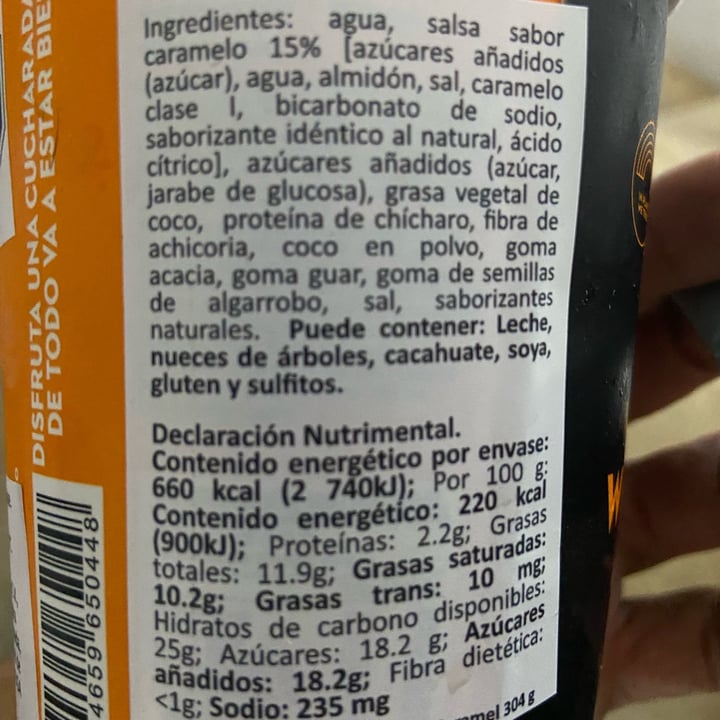 Ingredientes: agua, salsa sabor
caramelo 15% [azúcares añadidos
(azúcar), agua, almidón, sal, caramelo
clase I, bicarbonato de sodio,
saborizante idéntico al natural, ácido
cítrico], azúcares añadidos (azúcar,
jarabe de glucosa), grasa vegetal de
coco, proteína de chícharo, fibra de
achicoria, coco en polvo, goma
acacia, goma guar, goma de semillas
de algarrobo, sal, saborizantes
naturales. Puede contener: Leche,
nueces de árboles, cacahuate, soya,
gluten y sulfitos.
Declaración Nutrimental.
Contenido energético por envase:
660 kcal (2 740kJ); Por 100 g:
Contenido energético: 220 kcal
(900kJ); Proteínas: 2.2g; Grasas
totales: 11.9g; Grasas saturadas:
10.2g; Grasas trans: 10 mg;
Hidratos de carbono disponibles:
25g; Azúcares: 18.2 g; Azúcares
añadidos: 18.2g; Fibra dietética:
<1g; Sodio: 235 mg
304 g
DISFRUTA UNA CUCHARADA
DE TODO VA A ESTAR BIE
4659 650448